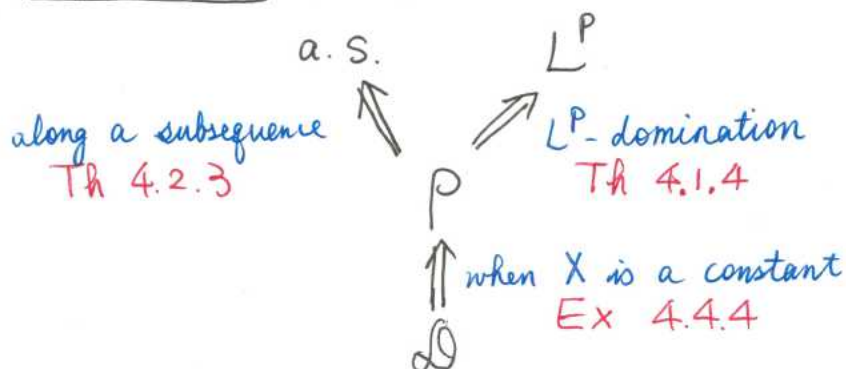 a.s.
L^P
along a subsequence
L^P-domination
Th 4.2.3
Th 4.1.4
P
when X is a constant
Ex 4.4.4
D